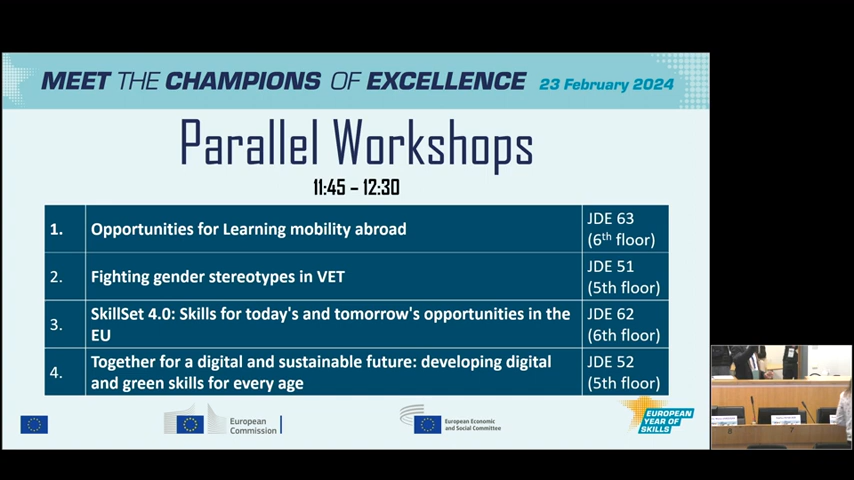 MEET THE CHAMPIONS OF EXCELLENCE 23 February 2024
Parallel Workshops
11:45 – 12:30
1. Opportunities for Learning mobility abroad JDE 63 (6th floor)
2. Fighting gender stereotypes in VET JDE 51 (5th floor)
3. SkillSet 4.0: Skills for today's and tomorrow's opportunities in the EU JDE 62 (6th floor)
4. Together for a digital and sustainable future: developing digital and green skills for every age JDE 52 (5th floor)
European
Commission
European Economic
and Social Committee
EUROPEAN
YEAR OF
SKILLS